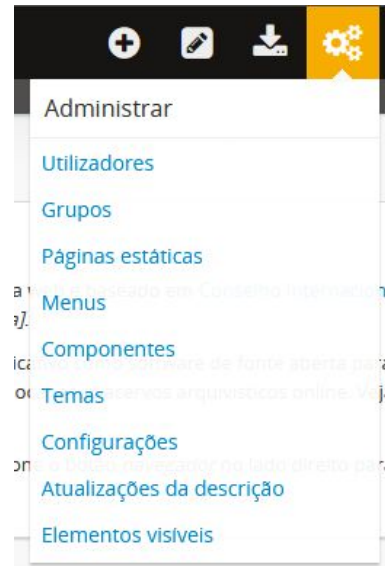 Administrar
Utilizadores
Grupos
Páginas estáticas
Menus
Componentes
Temas
Configurações
Atualizações da descrição
Elementos visíveis